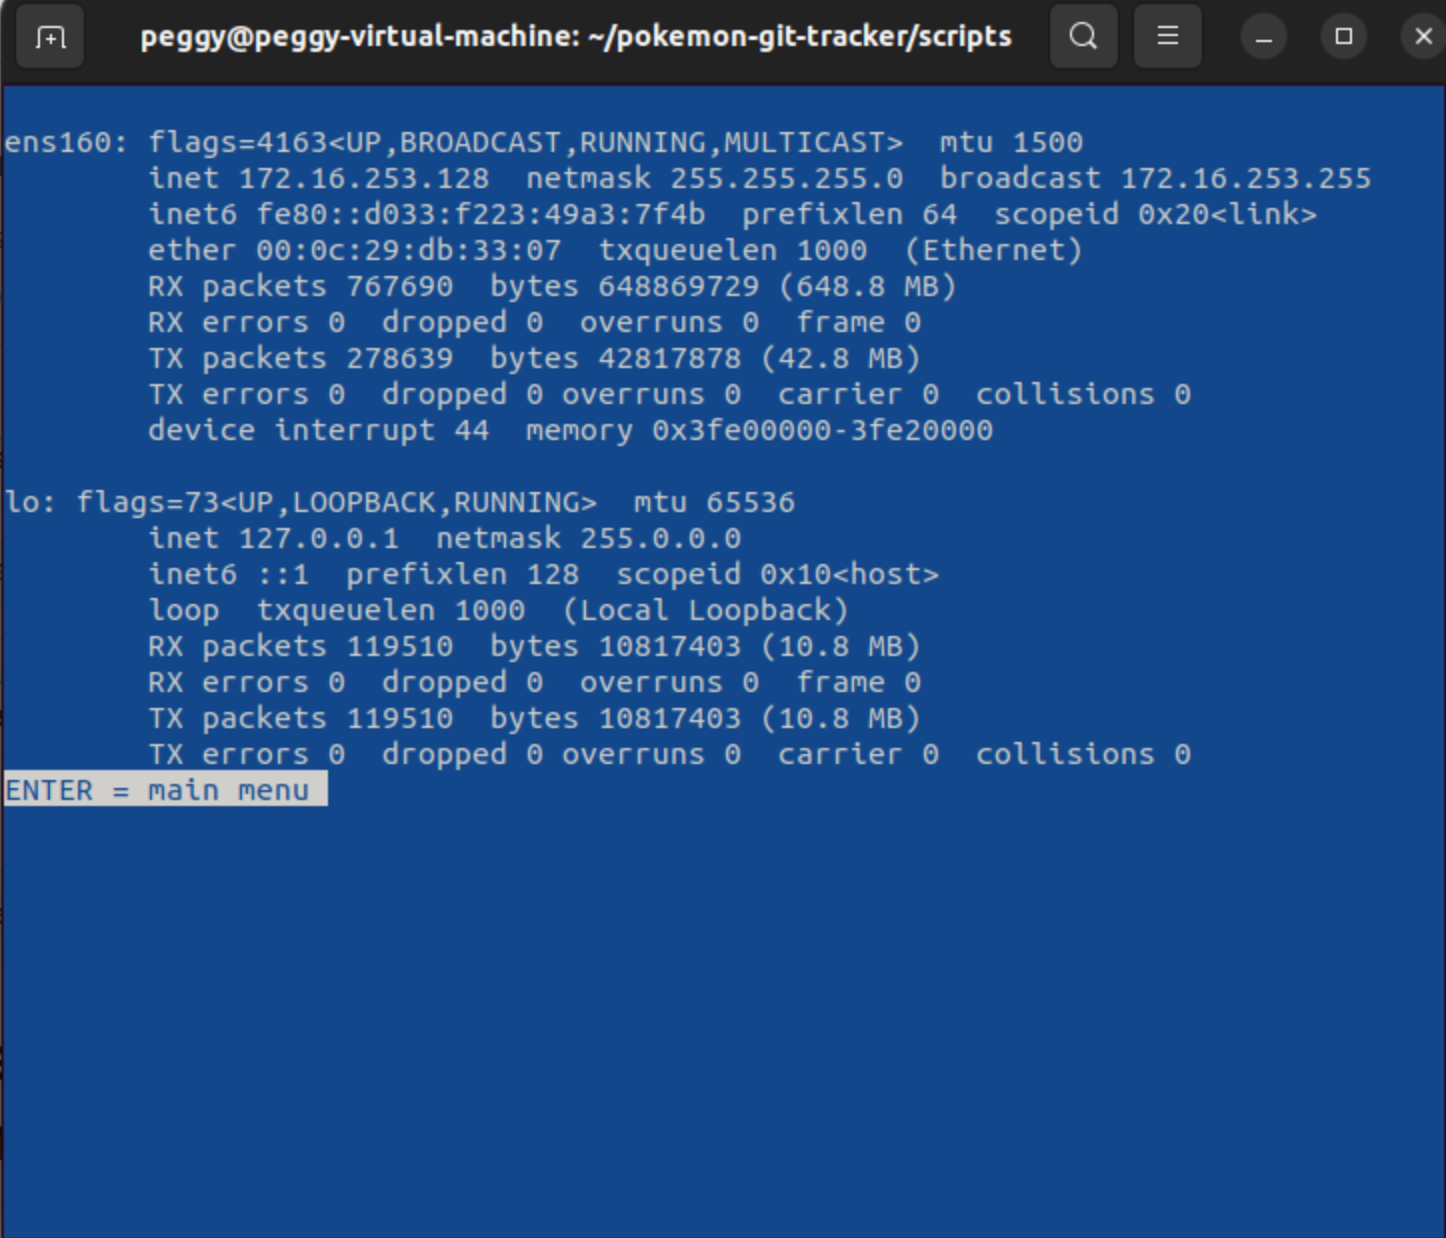 peggy@peggy-virtual-machine: ~/pokemon-git-tracker/scripts
ens160: flags=4163<UP,BROADCAST,RUNNING,MULTICAST>  mtu 1500
        inet 172.16.253.128  netmask 255.255.255.0  broadcast 172.16.253.255
        inet6 fe80::d033:f223:49a3:7f4b  prefixlen 64  scopeid 0x20<link>
        ether 00:0c:29:db:33:07  txqueuelen 1000  (Ethernet)
        RX packets 767690  bytes 648869729 (648.8 MB)
        RX errors 0  dropped 0  overruns 0  frame 0
        TX packets 278639  bytes 42817878 (42.8 MB)
        TX errors 0  dropped 0 overruns 0  carrier 0  collisions 0
        device interrupt 44  memory 0x3fe00000-3fe20000
lo: flags=73<UP,LOOPBACK,RUNNING>  mtu 65536
        inet 127.0.0.1  netmask 255.0.0.0
        inet6 ::1  prefixlen 128  scopeid 0x10<host>
        loop  txqueuelen 1000  (Local Loopback)
        RX packets 119510  bytes 10817403 (10.8 MB)
        RX errors 0  dropped 0  overruns 0  frame 0
        TX packets 119510  bytes 10817403 (10.8 MB)
        TX errors 0  dropped 0 overruns 0  carrier 0  collisions 0
ENTER = main menu